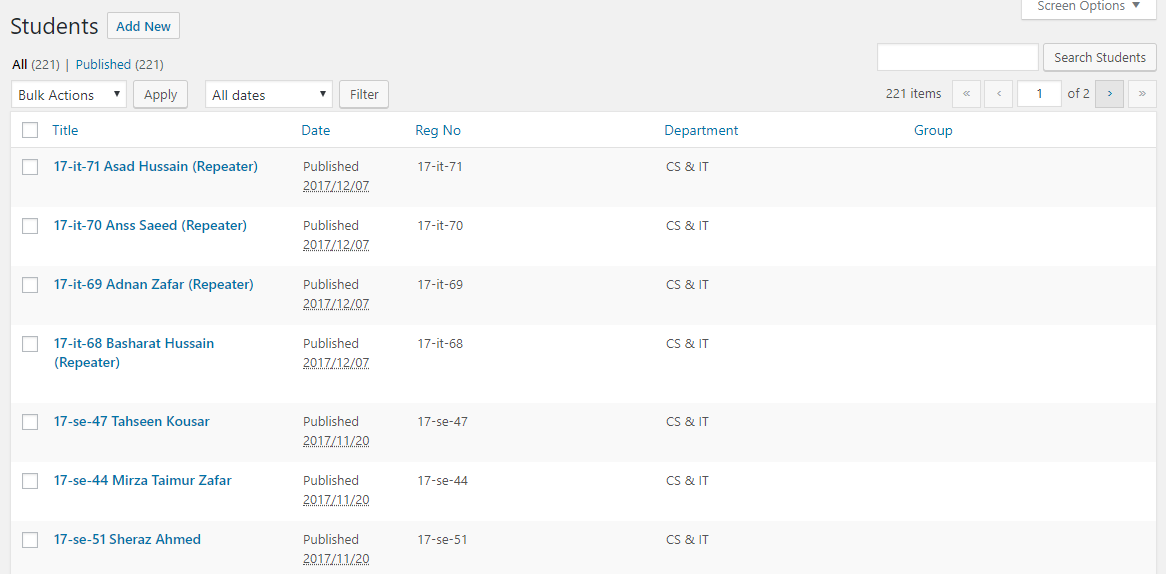 Screen Options ▼
Students Add New
All (221) | Published (221)
Search Students
Bulk Actions ▼ Apply All dates ▼ Filter 221 items « ‹ 1 of 2 › »
Title Date Reg No Department Group
17-it-71 Asad Hussain (Repeater) Published 17-it-71 CS & IT
2017/12/07
17-it-70 Anss Saeed (Repeater) Published 17-it-70 CS & IT
2017/12/07
17-it-69 Adnan Zafar (Repeater) Published 17-it-69 CS & IT
2017/12/07
17-it-68 Basharat Hussain Published 17-it-68 CS & IT
(Repeater) 2017/12/07
17-se-47 Tahseen Kousar Published 17-se-47 CS & IT
2017/11/20
17-se-44 Mirza Taimur Zafar Published 17-se-44 CS & IT
2017/11/20
17-se-51 Sheraz Ahmed Published 17-se-51 CS & IT
2017/11/20